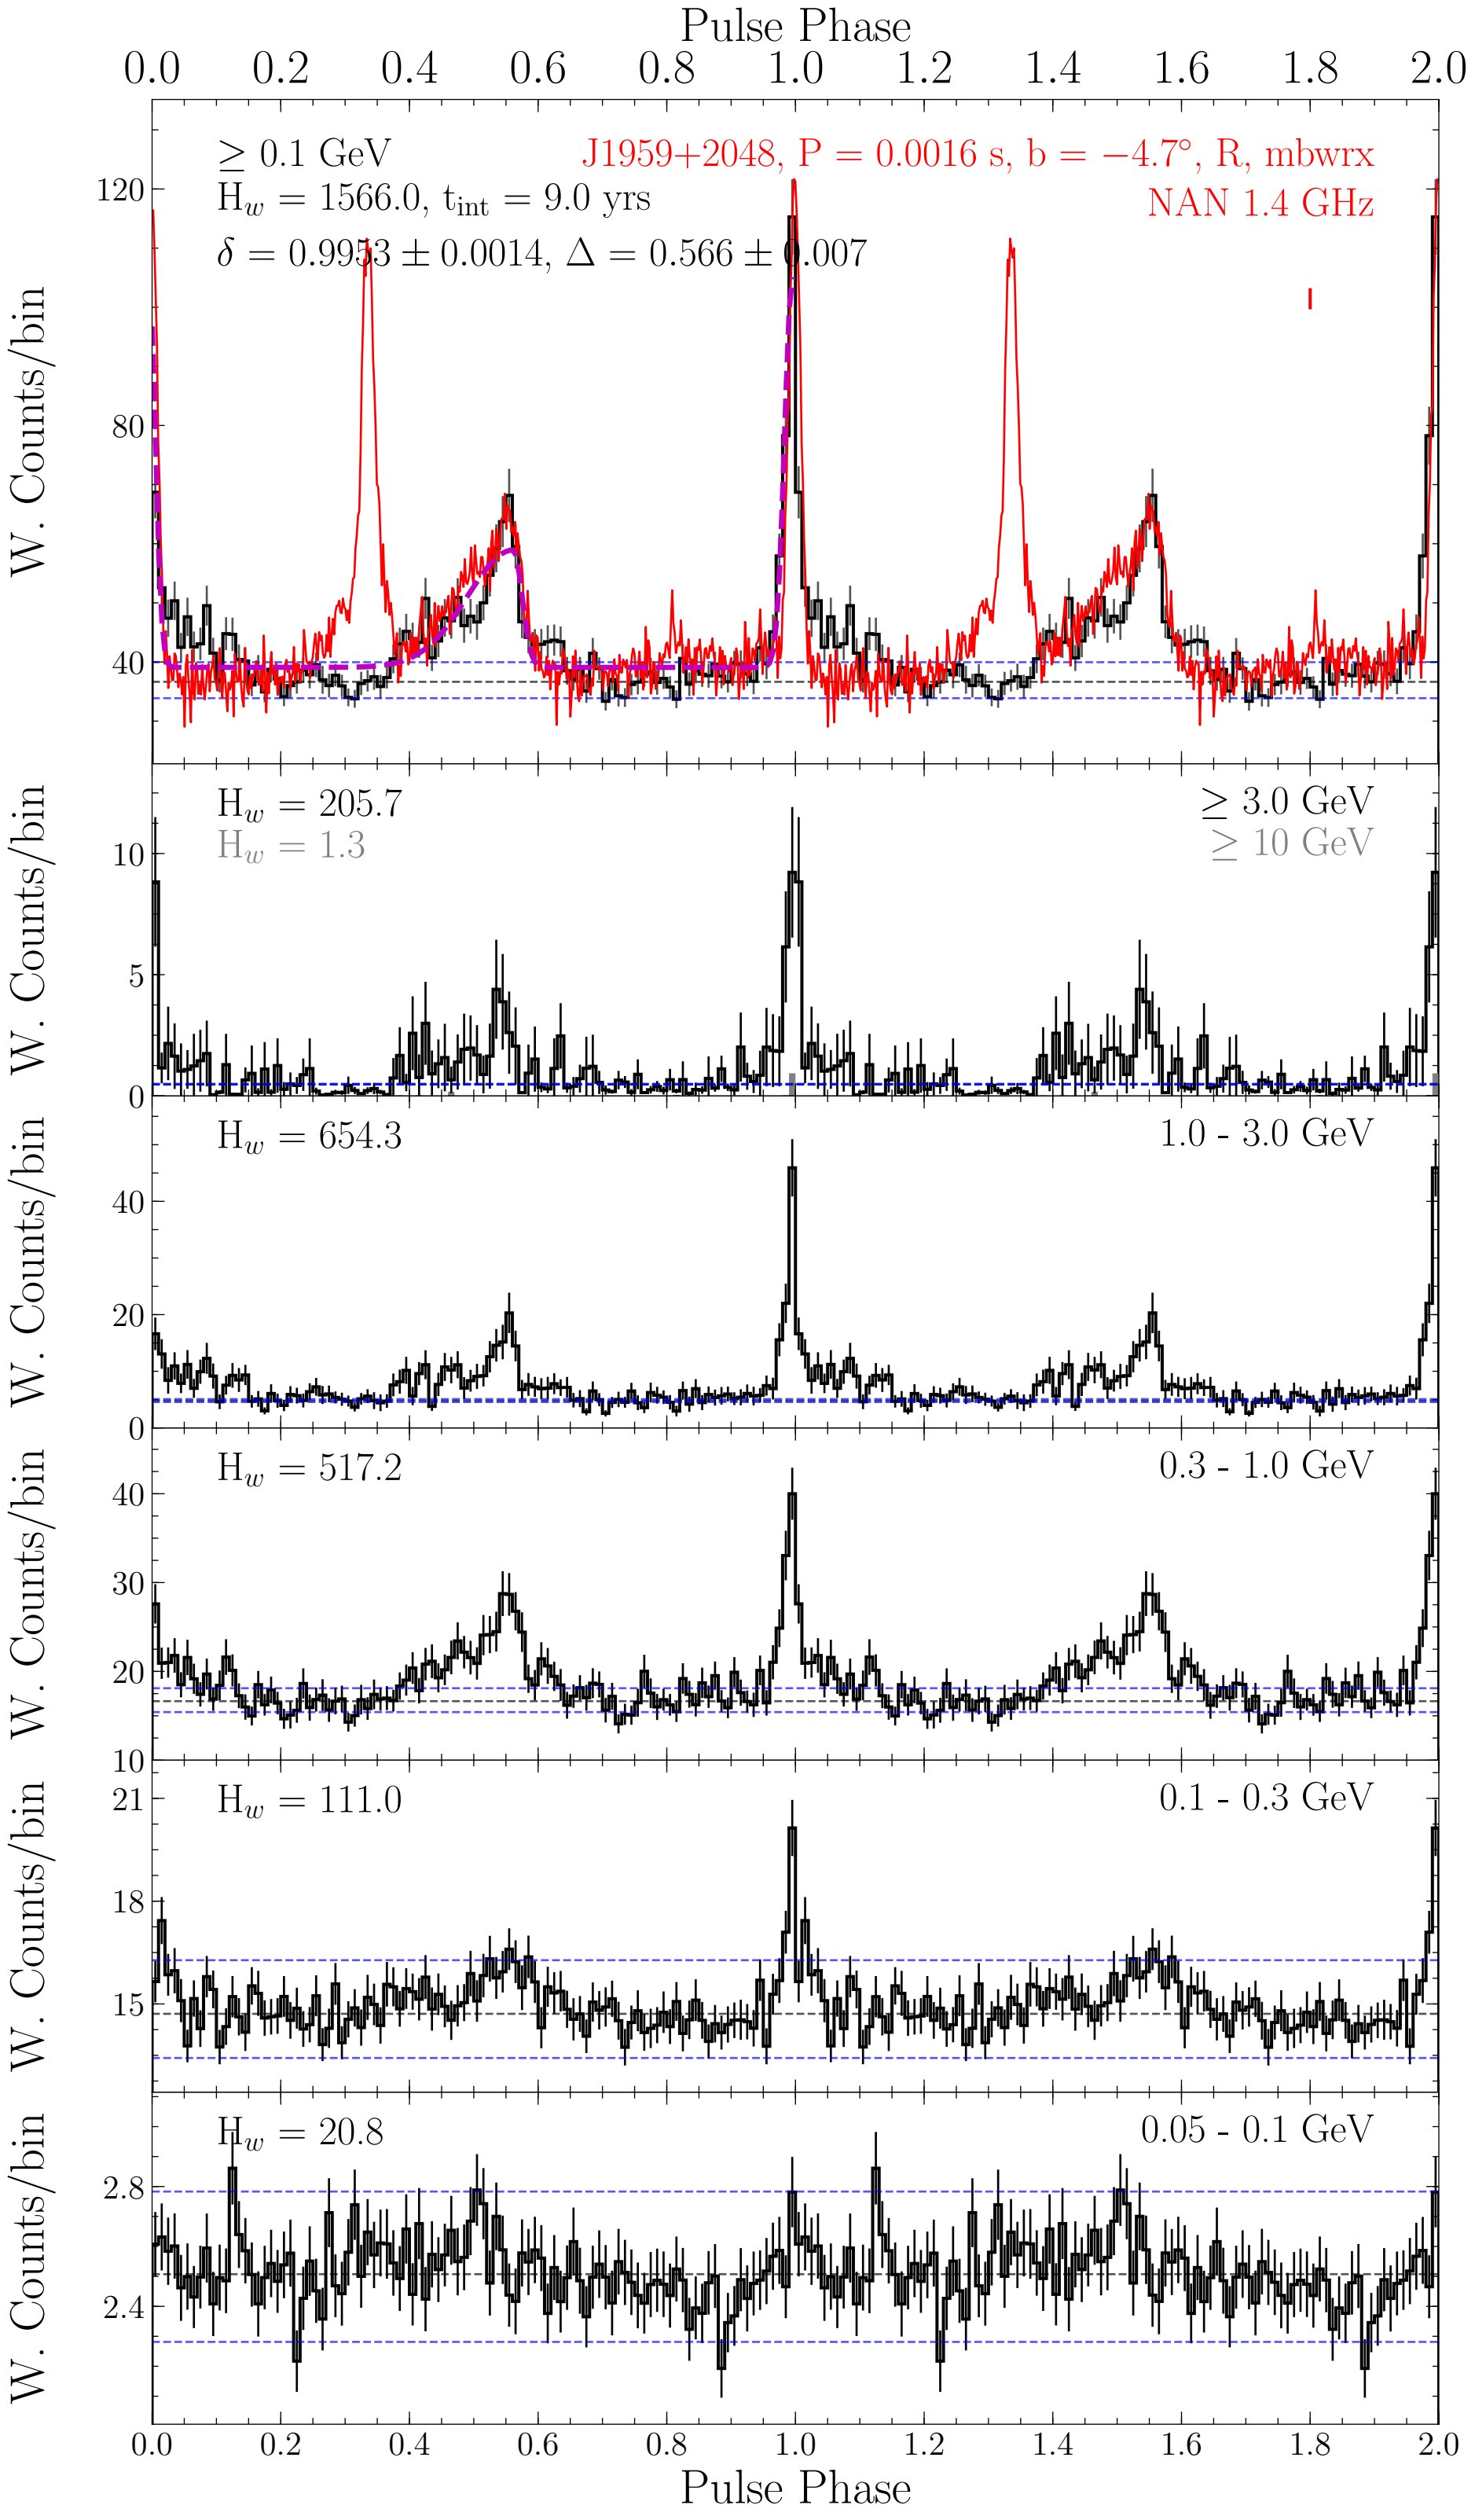 Pulse Phase
0.0 0.2 0.4 0.6 0.8 1.0 1.2 1.4 1.6 1.8 2.0
≥ 0.1 GeV
J1959+2048, P = 0.0016 s, b = −4.7°, R, mbwrx
H_w = 1566.0, t_int = 9.0 yrs
NAN 1.4 GHz
δ = 0.9953 ± 0.0014, Δ = 0.566 ± 0.007
W. Counts/bin
120
80
40
H_w = 205.7
≥ 3.0 GeV
H_w = 1.3
≥ 10 GeV
W. Counts/bin
10
5
0
H_w = 654.3
1.0 - 3.0 GeV
W. Counts/bin
40
20
0
H_w = 517.2
0.3 - 1.0 GeV
W. Counts/bin
40
30
20
10
H_w = 111.0
0.1 - 0.3 GeV
W. Counts/bin
21
18
15
H_w = 20.8
0.05 - 0.1 GeV
W. Counts/bin
2.8
2.4
0.0 0.2 0.4 0.6 0.8 1.0 1.2 1.4 1.6 1.8 2.0
Pulse Phase